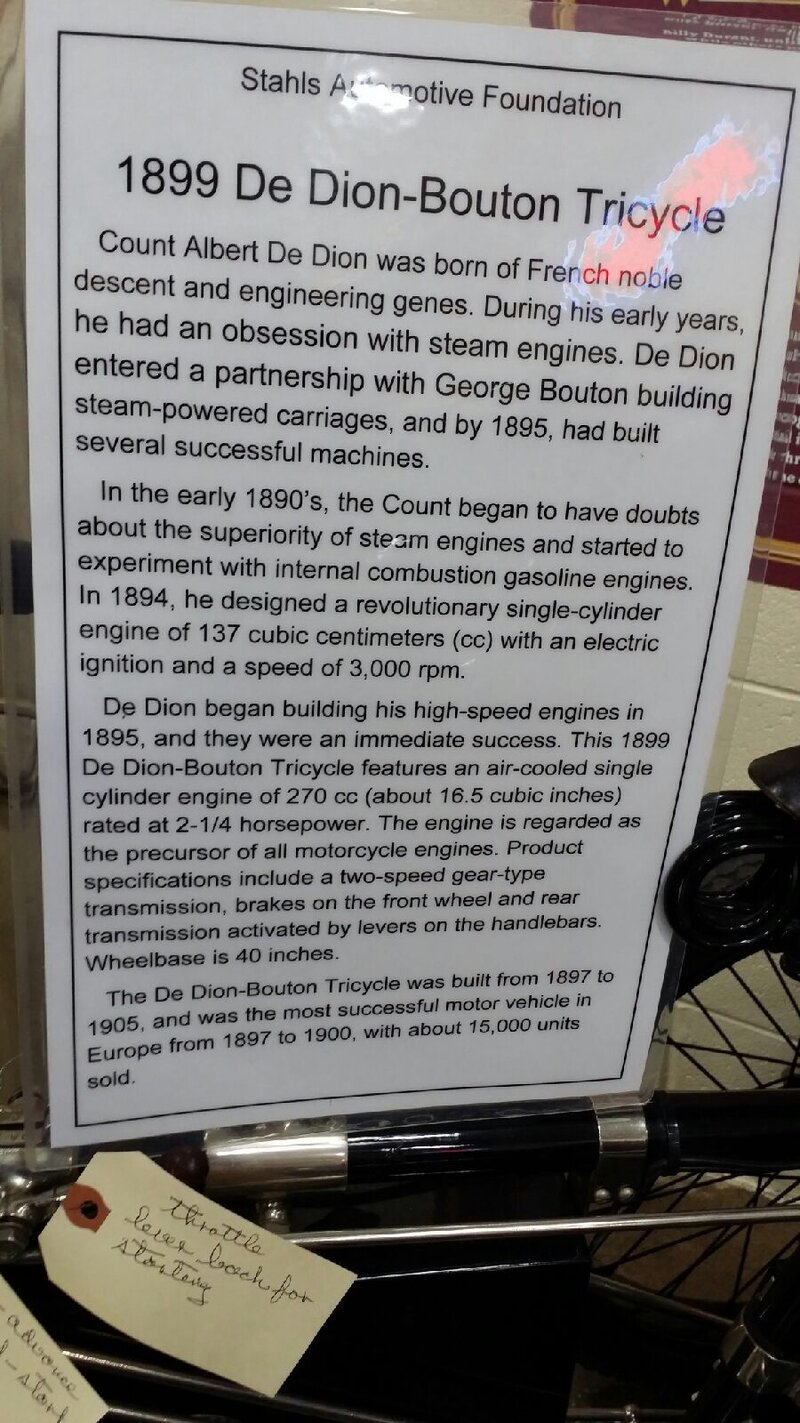 Stahls Automotive Foundation
1899 De Dion-Bouton Tricycle
Count Albert De Dion was born of French noble
descent and engineering genes. During his early years,
he had an obsession with steam engines. De Dion
entered a partnership with George Bouton building
steam-powered carriages, and by 1895, had built
several successful machines.
In the early 1890's, the Count began to have doubts
about the superiority of steam engines and started to
experiment with internal combustion gasoline engines.
In 1894, he designed a revolutionary single-cylinder
engine of 137 cubic centimeters (cc) with an electric
ignition and a speed of 3,000 rpm.
De Dion began building his high-speed engines in
1895, and they were an immediate success. This 1899
De Dion-Bouton Tricycle features an air-cooled single
cylinder engine of 270 cc (about 16.5 cubic inches)
rated at 2-1/4 horsepower. The engine is regarded as
the precursor of all motorcycle engines. Product
specifications include a two-speed gear-type
transmission, brakes on the front wheel and rear
transmission activated by levers on the handlebars.
Wheelbase is 40 inches.
The De Dion-Bouton Tricycle was built from 1897 to
1905, and was the most successful motor vehicle in
Europe from 1897 to 1900, with about 15,000 units
sold.
throttle
lever back for
starting
advance
Billy Durant,